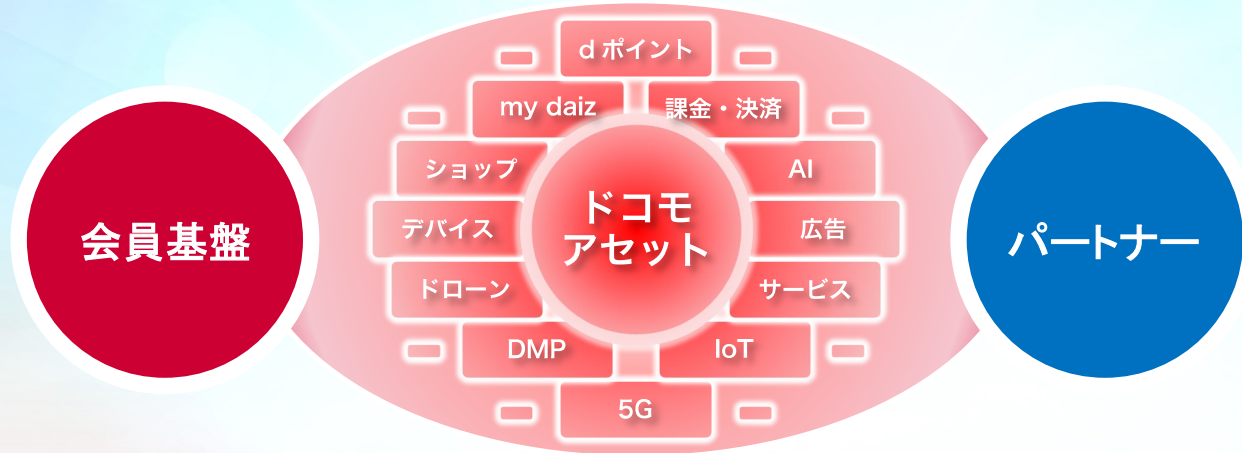 d ポイント
my daiz
課金・決済
ショップ
AI
会員基盤
デバイス
ドコモ
アセット
広告
パートナー
ドローン
サービス
DMP
IoT
5G